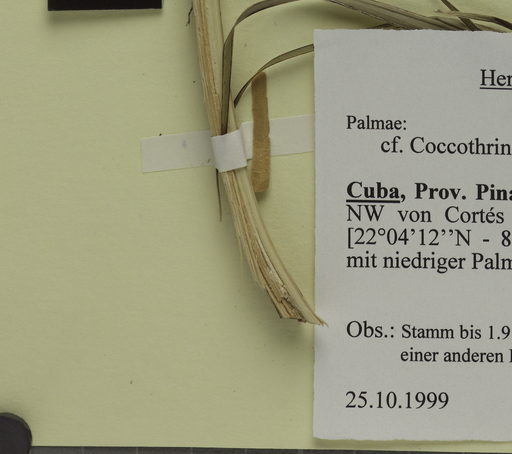 Her
Palmae:
cf. Coccothrin
Cuba, Prov. Pina
NW von Cortés
[22°04'12’’N - 8
mit niedriger Palm
Obs.: Stamm bis 1.9
einer anderen
25.10.1999